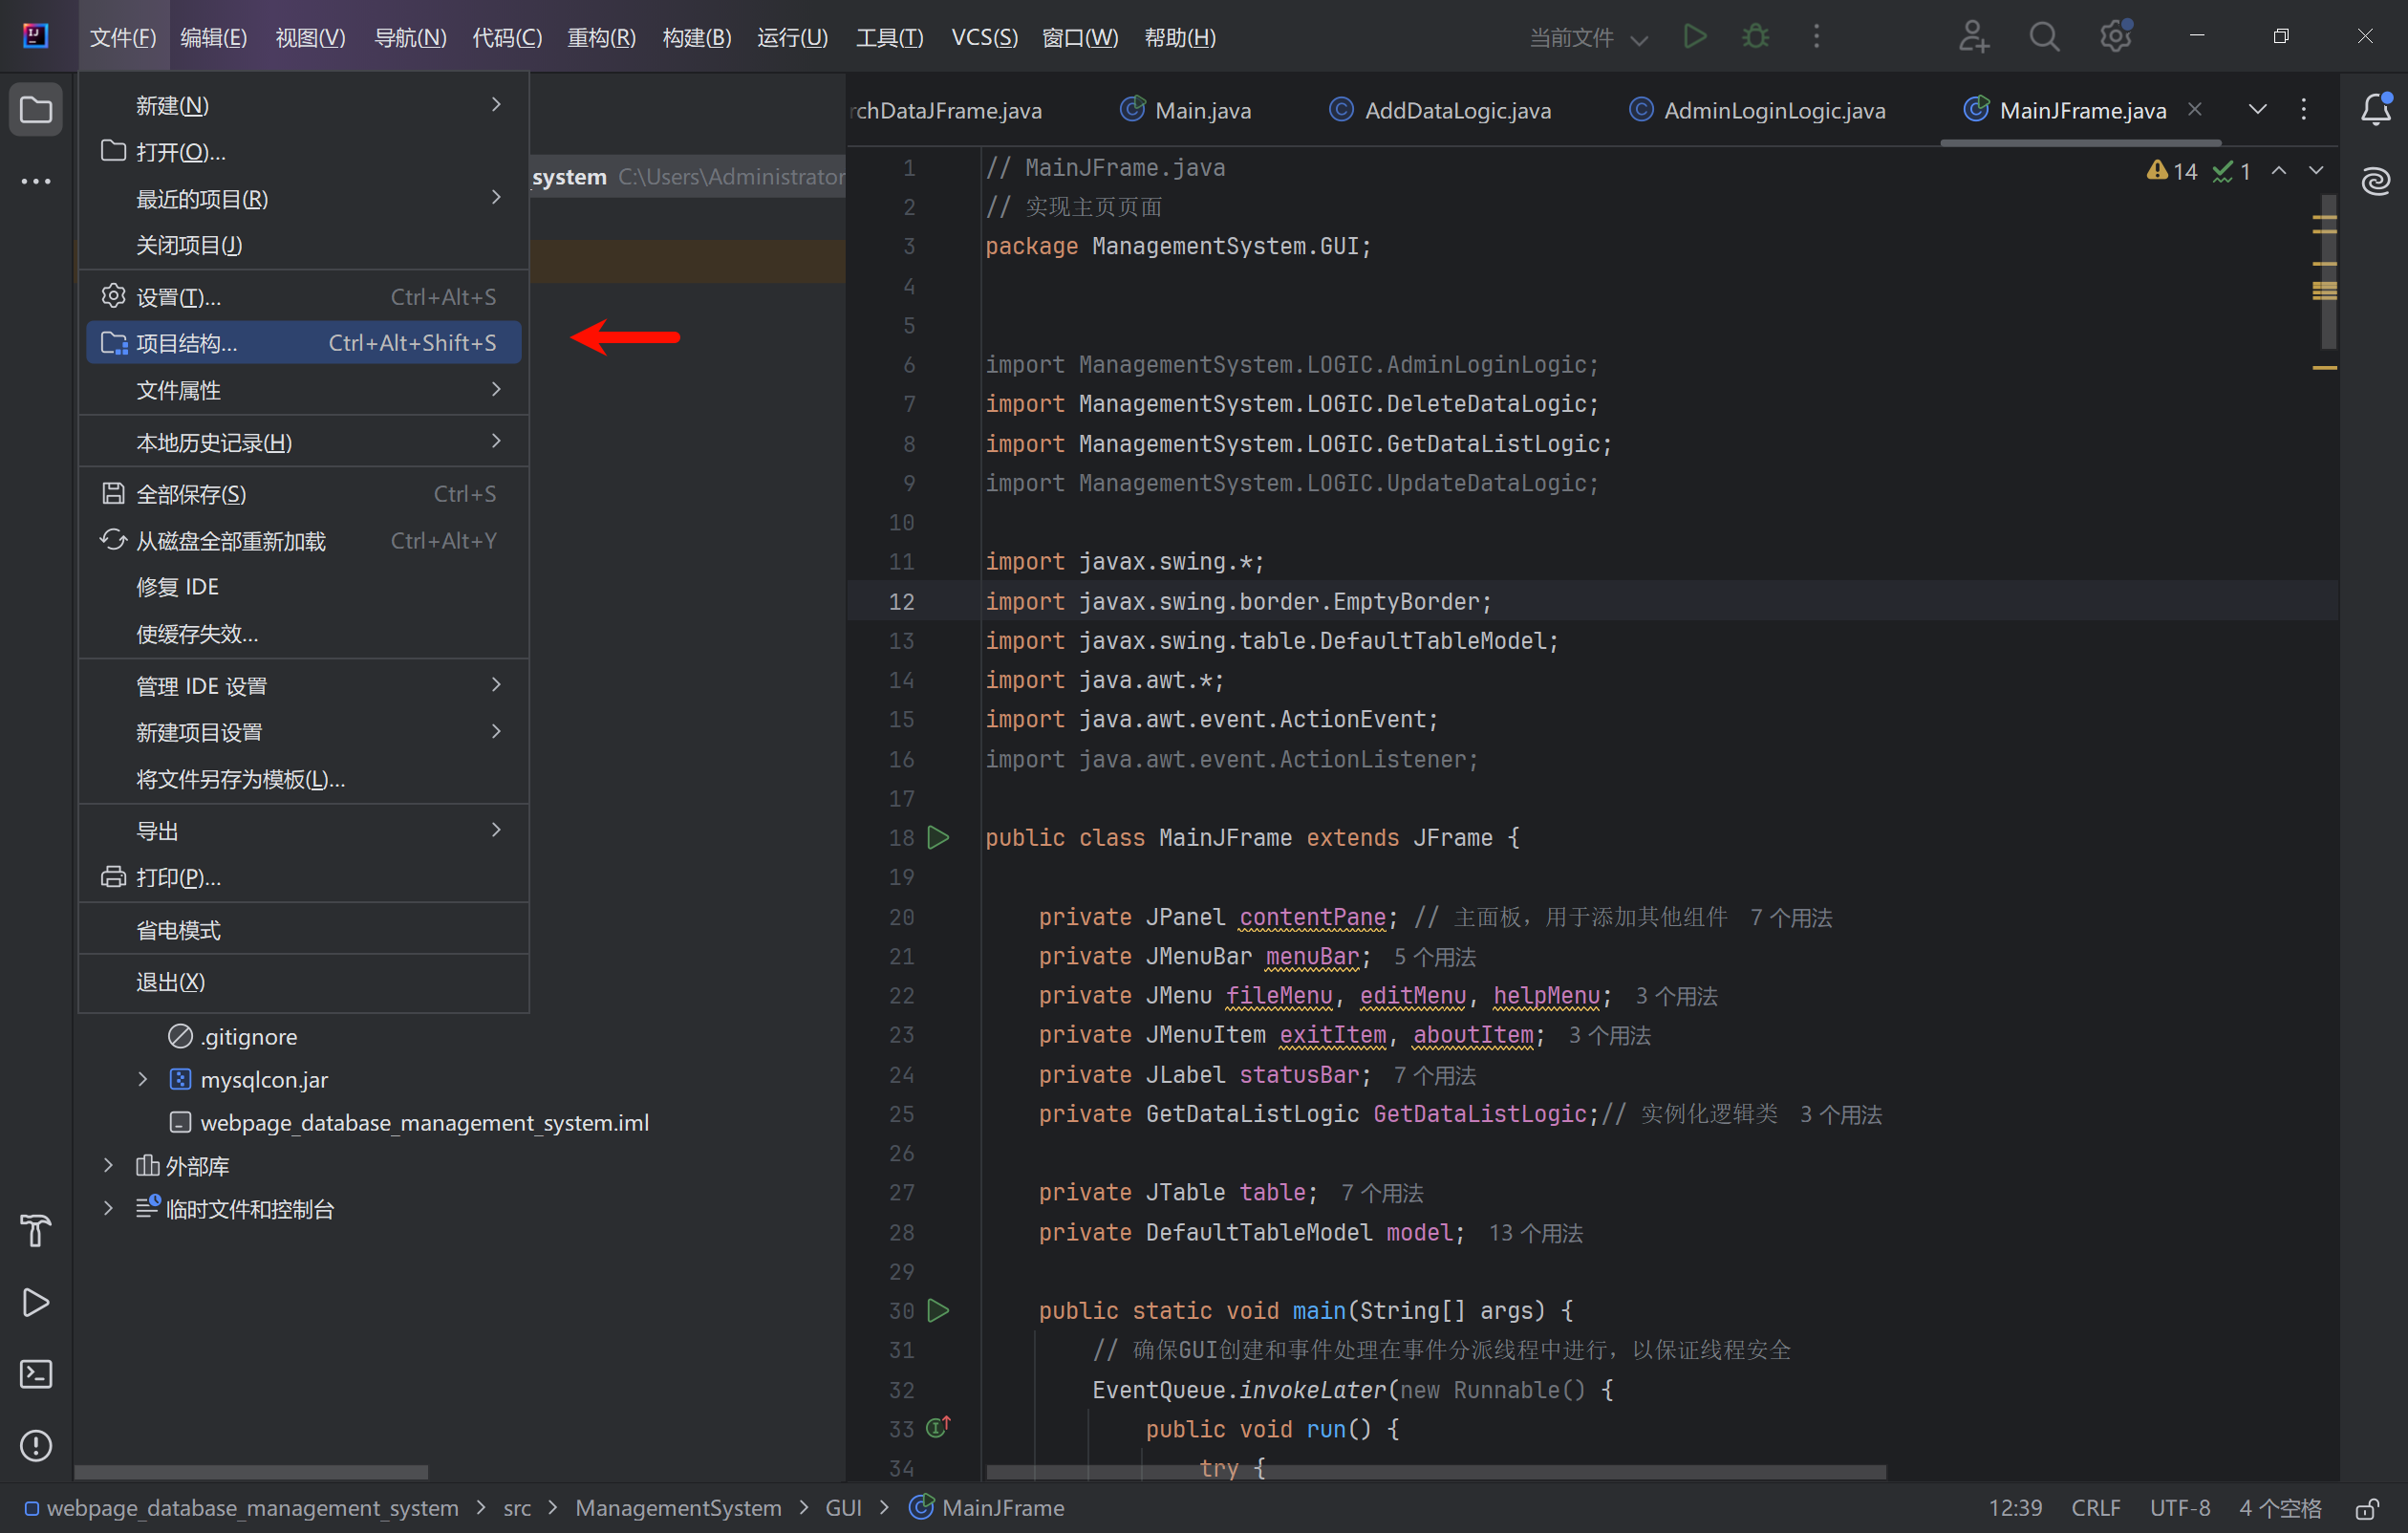 文件(F) 编辑(E) 视图(V) 导航(N) 代码(C) 重构(R) 构建(B) 运行(U) 工具(T) VCS(S) 窗口(W) 帮助(H) 当前文件
新建(N)
打开(O)...
最近的项目(R)
关闭项目(J)
设置(T)... Ctrl+Alt+S
项目结构... Ctrl+Alt+Shift+S
文件属性
本地历史记录(H)
全部保存(S) Ctrl+S
从磁盘全部重新加载 Ctrl+Alt+Y
修复 IDE
使缓存失效...
管理 IDE 设置
新建项目设置
将文件另存为模板(L)...
导出
打印(P)...
省电模式
退出(X)
_system C:\Users\Administrator
.gitignore
mysqlcon.jar
webpage_database_management_system.iml
外部库
临时文件和控制台
rchDataJFrame.java Main.java AddDataLogic.java AdminLoginLogic.java MainJFrame.java
14 1
1 // MainJFrame.java
2 // 实现主页页面
3 package ManagementSystem.GUI;
4
5
6 import ManagementSystem.LOGIC.AdminLoginLogic;
7 import ManagementSystem.LOGIC.DeleteDataLogic;
8 import ManagementSystem.LOGIC.GetDataListLogic;
9 import ManagementSystem.LOGIC.UpdateDataLogic;
10
11 import javax.swing.*;
12 import javax.swing.border.EmptyBorder;
13 import javax.swing.table.DefaultTableModel;
14 import java.awt.*;
15 import java.awt.event.ActionEvent;
16 import java.awt.event.ActionListener;
17
18 public class MainJFrame extends JFrame {
19
20 private JPanel contentPane; // 主面板，用于添加其他组件 7 个用法
21 private JMenuBar menuBar; 5 个用法
22 private JMenu fileMenu, editMenu, helpMenu; 3 个用法
23 private JMenuItem exitItem, aboutItem; 3 个用法
24 private JLabel statusBar; 7 个用法
25 private GetDataListLogic GetDataListLogic;// 实例化逻辑类 3 个用法
26
27 private JTable table; 7 个用法
28 private DefaultTableModel model; 13 个用法
29
30 public static void main(String[] args) {
31 // 确保GUI创建和事件处理在事件分派线程中进行，以保证线程安全
32 EventQueue.invokeLater(new Runnable() {
33 public void run() {
34 try {
webpage_database_management_system > src > ManagementSystem > GUI > MainJFrame 12:39 CRLF UTF-8 4 个空格